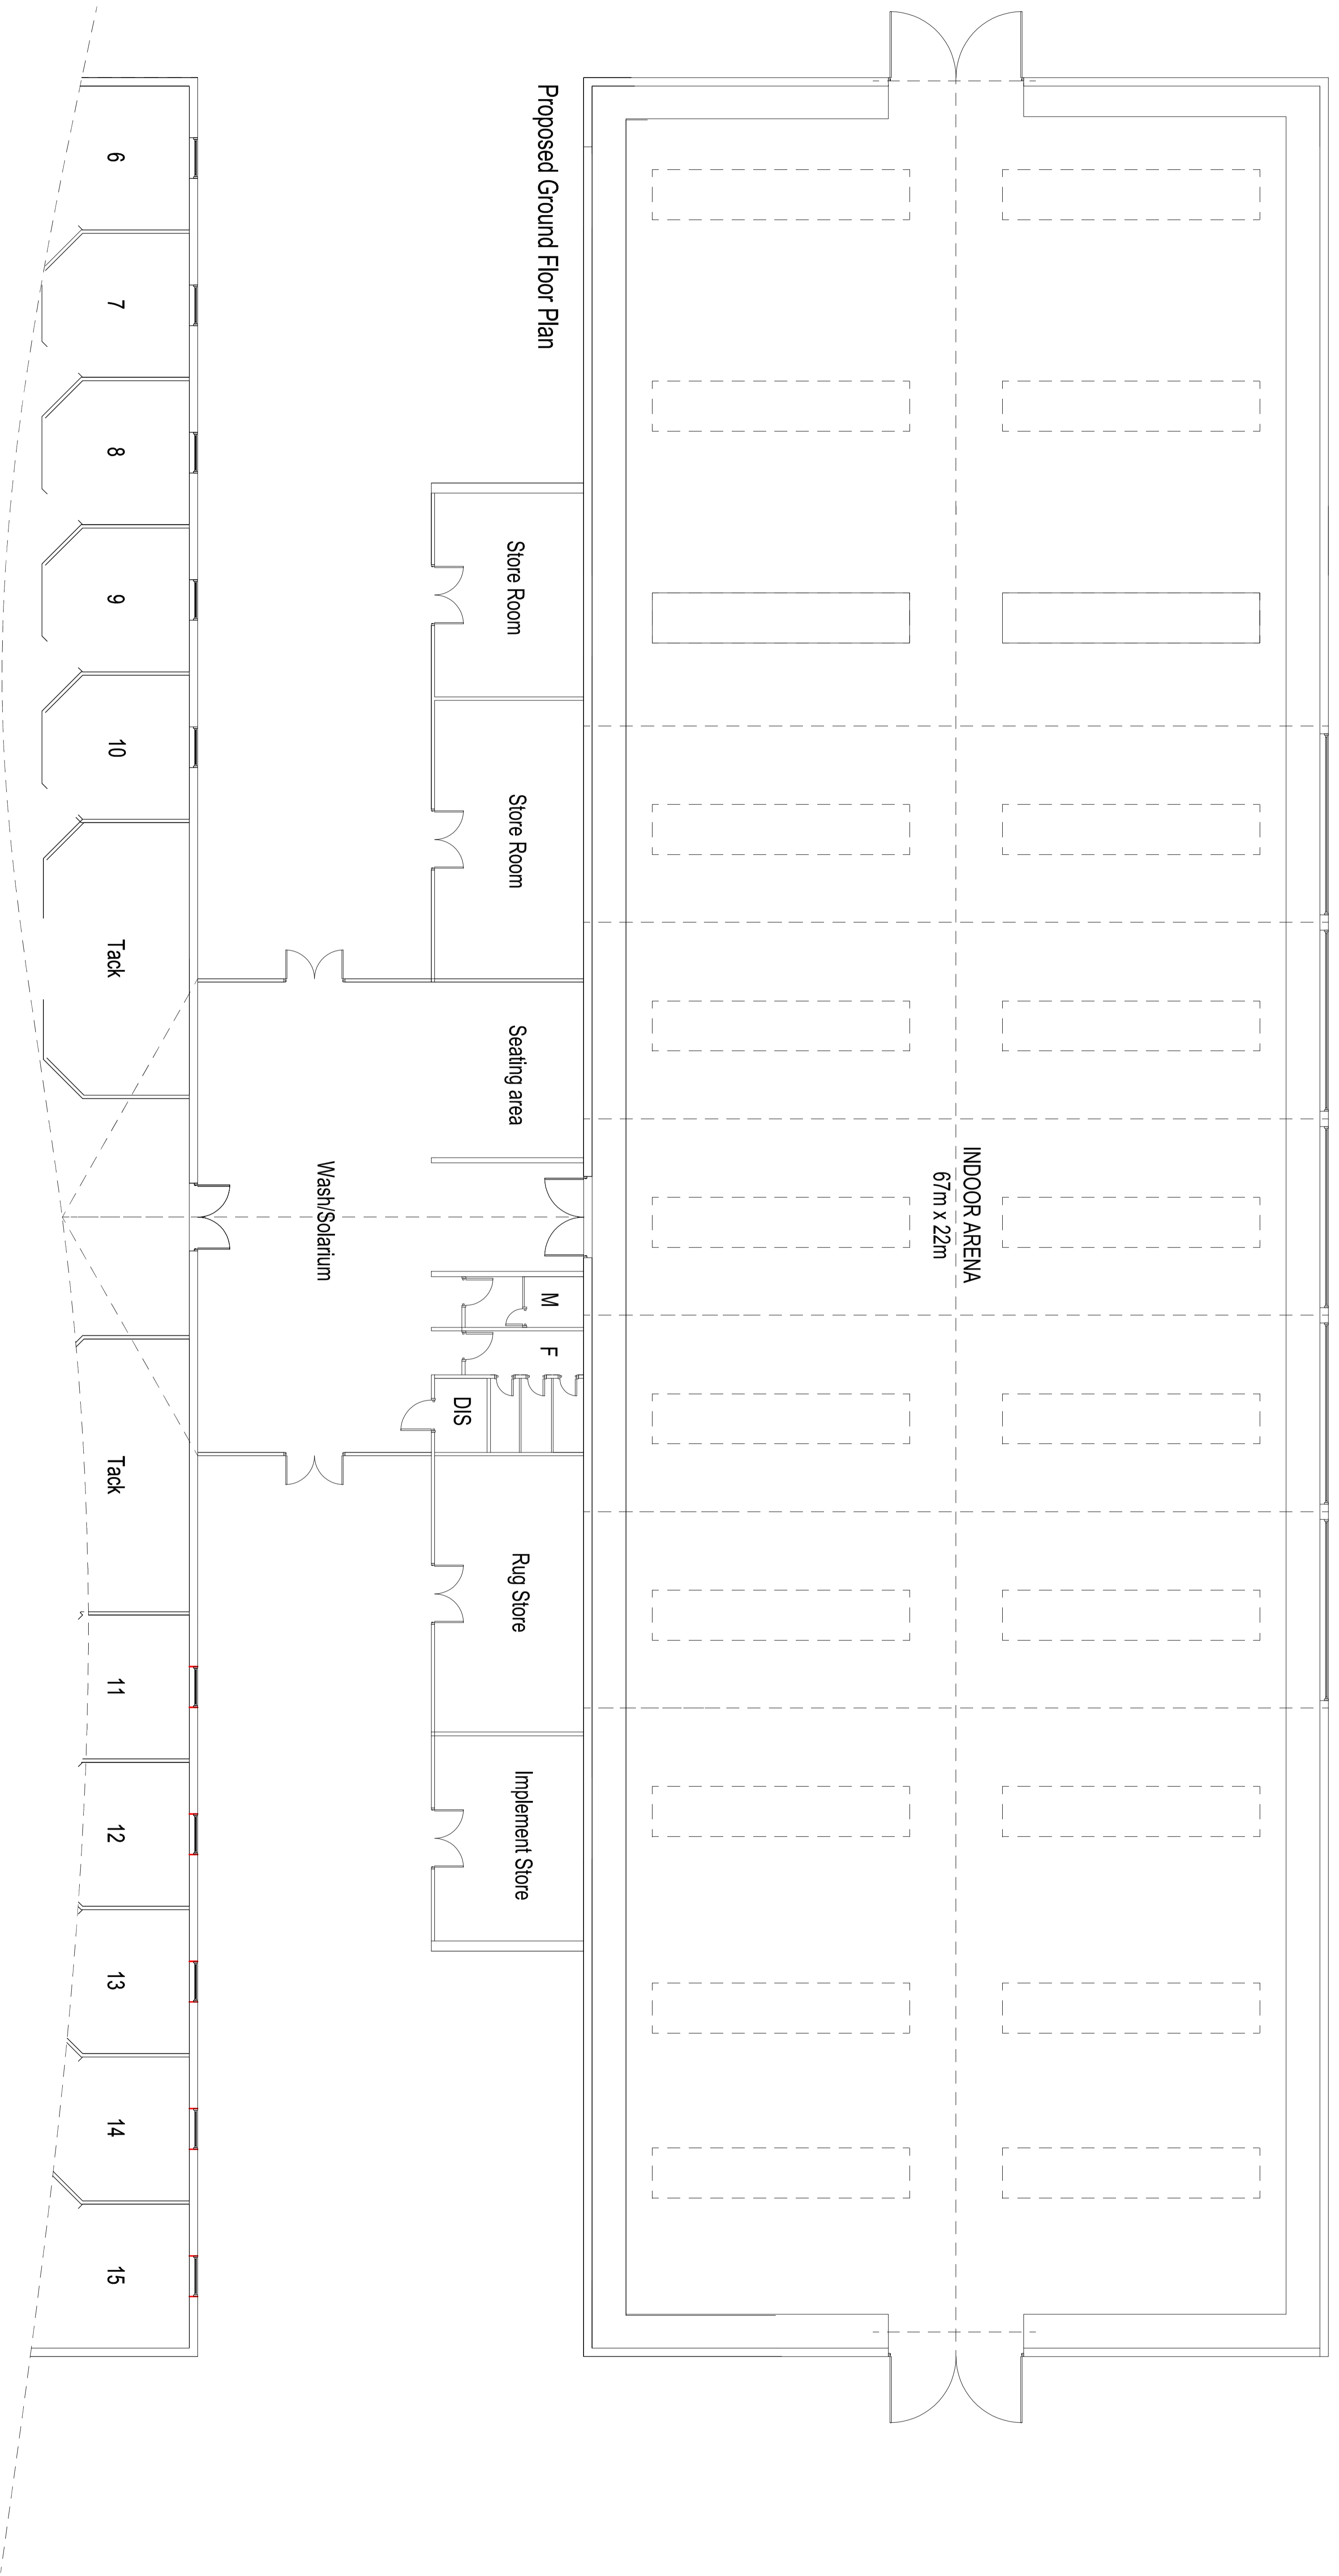 INDOOR ARENA
67m x 22m
Proposed Ground Floor Plan
Store Room
Store Room
Seating area
M
F
DIS
Rug Store
Implement Store
Wash/Solarium
6
7
8
9
10
Tack
Tack
11
12
13
14
15